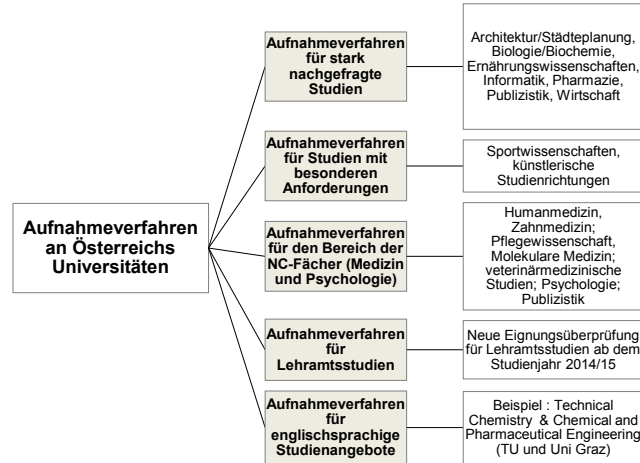 Aufnahmeverfahren
an Österreichs
Universitäten
Aufnahmeverfahren
für stark
nachgefragte
Studien
Architektur/Städteplanung,
Biologie/Biochemie,
Ernährungswissenschaften,
Informatik, Pharmazie,
Publizistik, Wirtschaft
Aufnahmeverfahren
für Studien mit
besonderen
Anforderungen
Sportwissenschaften,
künstlerische
Studienrichtungen
Aufnahmeverfahren
für den Bereich der
NC-Fächer (Medizin
und Psychologie)
Humanmedizin,
Zahnmedizin;
Pflegewissenschaft,
Molekulare Medizin;
veterinärmedizinische
Studien; Psychologie;
Publizistik
Aufnahmeverfahren
für
Lehramtsstudien
Neue Eignungsüberprüfung
für Lehramtsstudien ab dem
Studienjahr 2014/15
Aufnahmeverfahren
für
englischsprachige
Studienangebote
Beispiel : Technical
Chemistry & Chemical and
Pharmaceutical Engineering
(TU und Uni Graz)